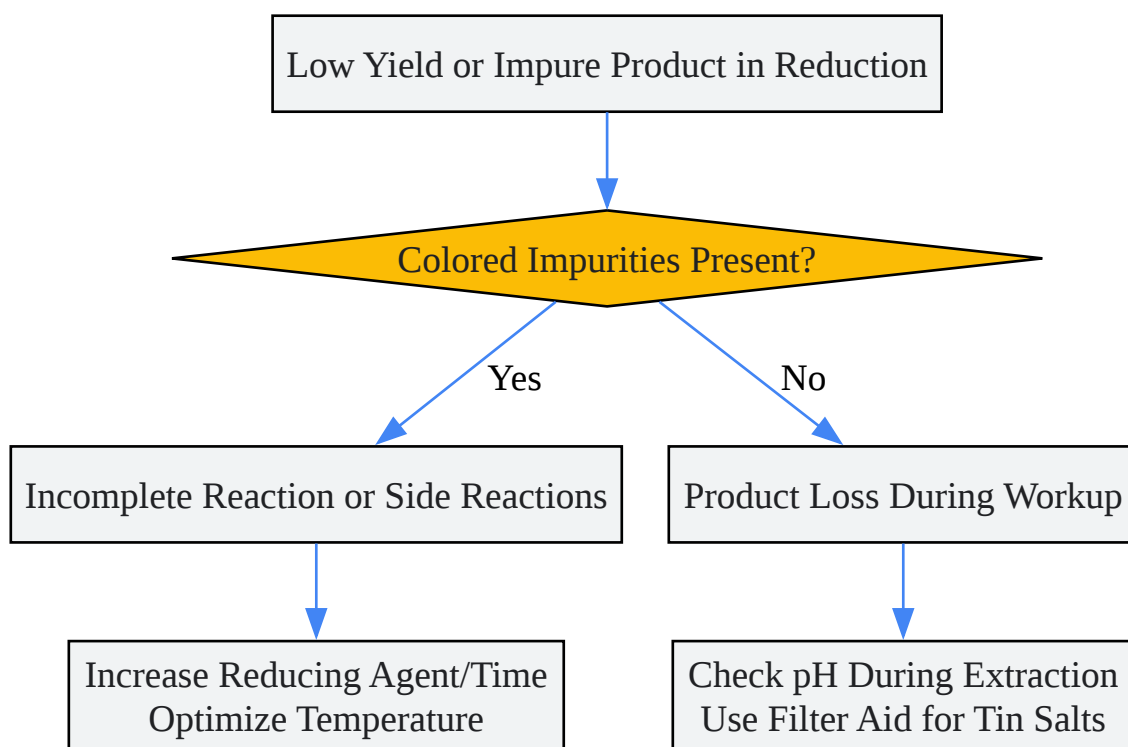 Low Yield or Impure Product in Reduction
Colored Impurities Present?
Yes
No
Incomplete Reaction or Side Reactions
Product Loss During Workup
Increase Reducing Agent/Time
Optimize Temperature
Check pH During Extraction
Use Filter Aid for Tin Salts